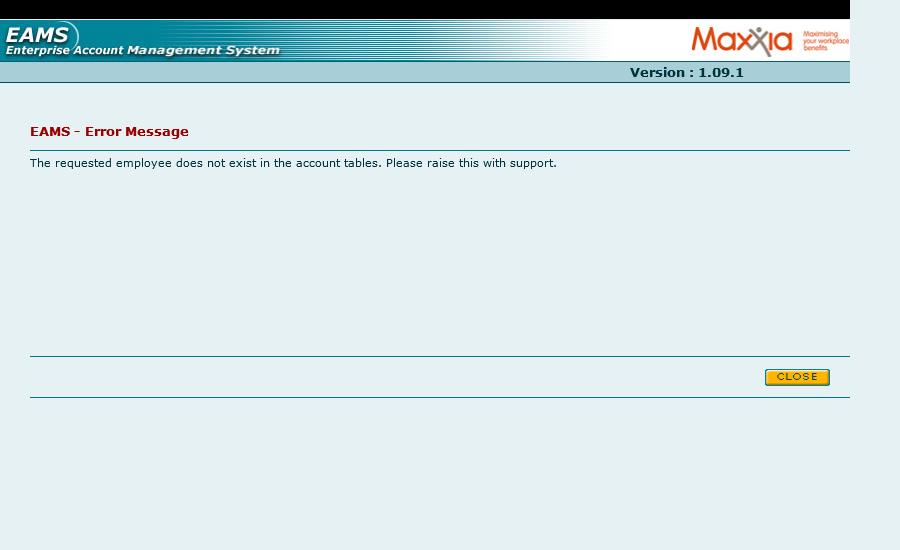 EAMS
Enterprise Account Management System
Maxxia
Maximising
your workplace
benefits
Version : 1.09.1
EAMS - Error Message
The requested employee does not exist in the account tables. Please raise this with support.
CLOSE